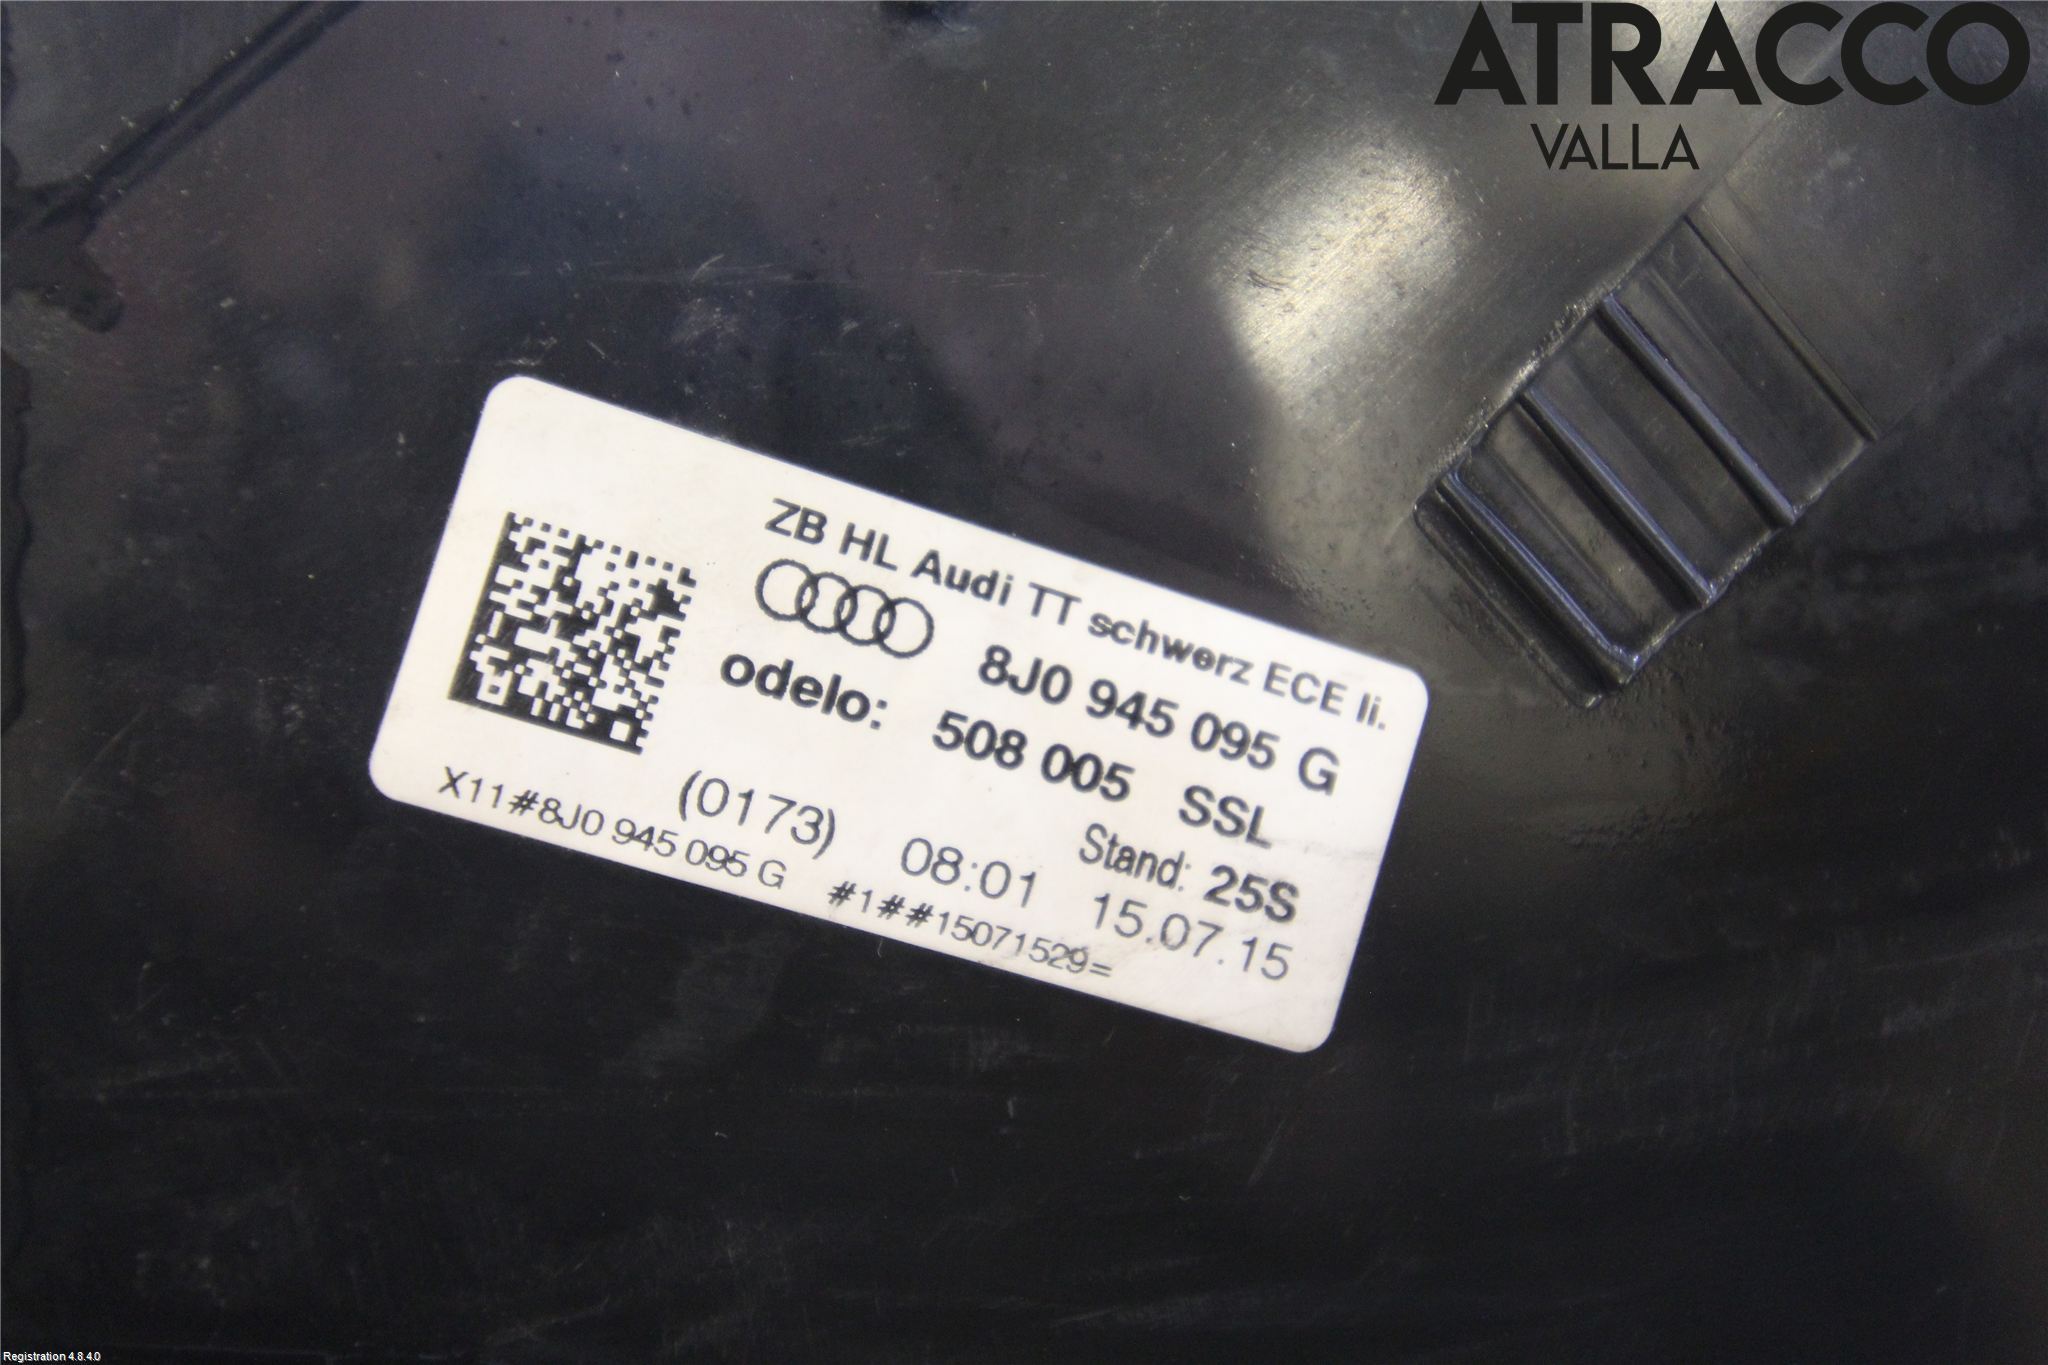 ATRACCO
VALLA
ZB HL Audi TT schwerz ECE li.
8J0 945 095 G
odelo: 508 005 SSL
Stand: 25S
(0173) 08:01 15.07.15
X11#8J0 945 095 G #1##15071529=
Registration 4.8.4.0